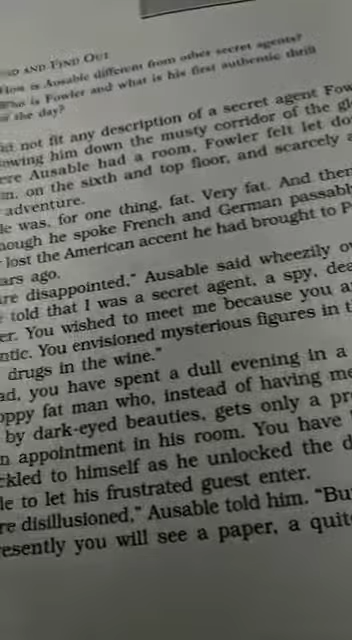 AND FIND OUT
How is Ausable different from other secret agents?
Who is Fowler and what is his first authentic thrill
of the day?
not fit any description of a secret agent Fow
owing him down the musty corridor of the gl
ere Ausable had a room, Fowler felt let do
m, on the sixth and top floor, and scarcely a
adventure.
le was, for one thing, fat. Very fat. And then
hough he spoke French and German passabl
lost the American accent he had brought to P
ars ago.
re disappointed," Ausable said wheezily ov
told that I was a secret agent, a spy, dea
er. You wished to meet me because you a
ntic. You envisioned mysterious figures in t
drugs in the wine."
ad, you have spent a dull evening in a
oppy fat man who, instead of having me
by dark-eyed beauties, gets only a pr
n appointment in his room. You have
ckled to himself as he unlocked the d
le to let his frustrated guest enter.
re disillusioned," Ausable told him. "Bu
resently you will see a paper, a quit